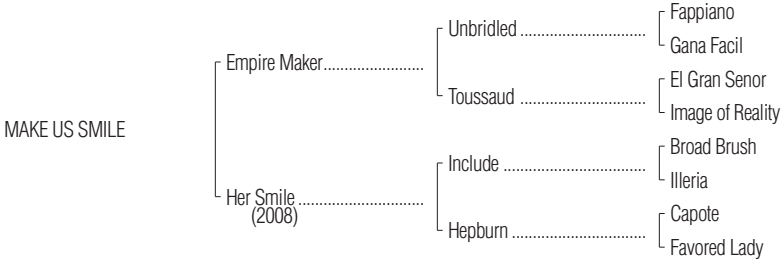 Fappiano
Unbridled ..............................
Gana Facil
Empire Maker........................
El Gran Senor
Toussaud ..............................
Image of Reality
MAKE US SMILE
Broad Brush
Include ..................................
Illeria
Her Smile ..............................
(2008)
Capote
Hepburn ................................
Favored Lady